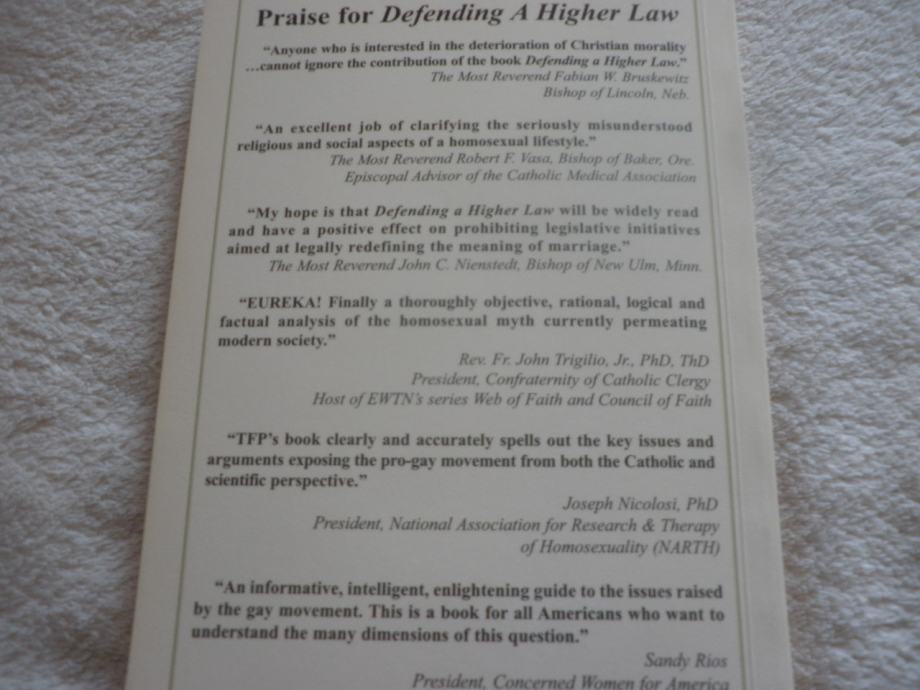 Praise for Defending A Higher Law
“Anyone who is interested in the deterioration of Christian morality
...cannot ignore the contribution of the book Defending a Higher Law.”
The Most Reverend Fabian W. Bruskewitz
Bishop of Lincoln, Neb.
“An excellent job of clarifying the seriously misunderstood
religious and social aspects of a homosexual lifestyle.”
The Most Reverend Robert F. Vasa, Bishop of Baker, Ore.
Episcopal Advisor of the Catholic Medical Association
“My hope is that Defending a Higher Law will be widely read
and have a positive effect on prohibiting legislative initiatives
aimed at legally redefining the meaning of marriage.”
The Most Reverend John C. Nienstedt, Bishop of New Ulm, Minn.
“EUREKA! Finally a thoroughly objective, rational, logical and
factual analysis of the homosexual myth currently permeating
modern society.”
Rev. Fr. John Trigilio, Jr., PhD, ThD
President, Confraternity of Catholic Clergy
Host of EWTN’s series Web of Faith and Council of Faith
“TFP’s book clearly and accurately spells out the key issues and
arguments exposing the pro-gay movement from both the Catholic and
scientific perspective.”
Joseph Nicolosi, PhD
President, National Association for Research & Therapy
of Homosexuality (NARTH)
“An informative, intelligent, enlightening guide to the issues raised
by the gay movement. This is a book for all Americans who want to
understand the many dimensions of this question.”
Sandy Rios
President, Concerned Women for America